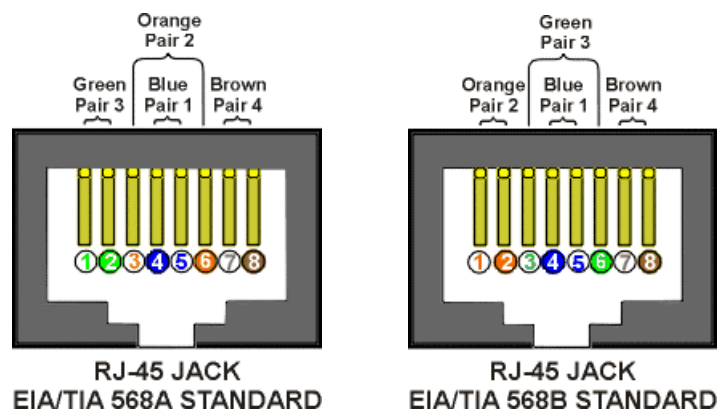 Orange
Pair 2
Green Blue Brown
Pair 3 Pair 1 Pair 4
1 2 3 4 5 6 7 8
RJ-45 JACK
EIA/TIA 568A STANDARD
Green
Pair 3
Orange Blue Brown
Pair 2 Pair 1 Pair 4
1 2 3 4 5 6 7 8
RJ-45 JACK
EIA/TIA 568B STANDARD